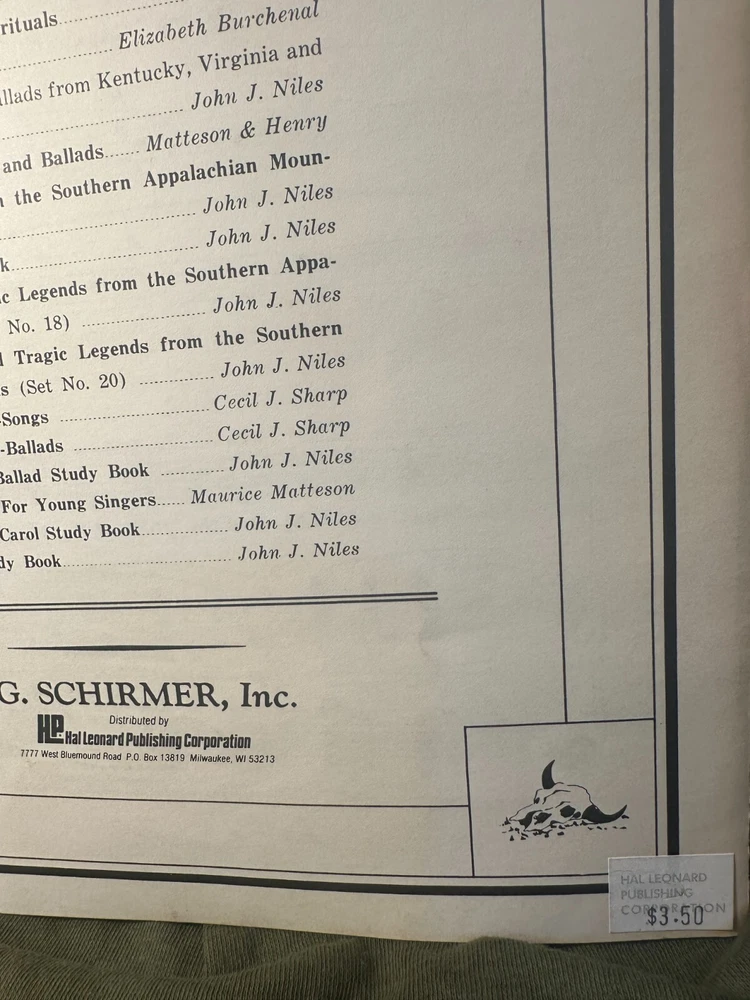 rituals
Elizabeth Burchenal
llads from Kentucky, Virginia and
John J. Niles
and Ballads...... Matteson & Henry
the Southern Appalachian Moun-
John J. Niles
k John J. Niles
c Legends from the Southern Appa-
No. 18) John J. Niles
l Tragic Legends from the Southern
s (Set No. 20) John J. Niles
-Songs Cecil J. Sharp
-Ballads Cecil J. Sharp
Ballad Study Book John J. Niles
For Young Singers...... Maurice Matteson
Carol Study Book John J. Niles
dy Book John J. Niles
G. SCHIRMER, Inc.
Distributed by
HL Hal Leonard Publishing Corporation
7777 West Bluemound Road P.O. Box 13819 Milwaukee, WI 53213
HAL LEONARD
PUBLISHING
CORPORATION
$3.50